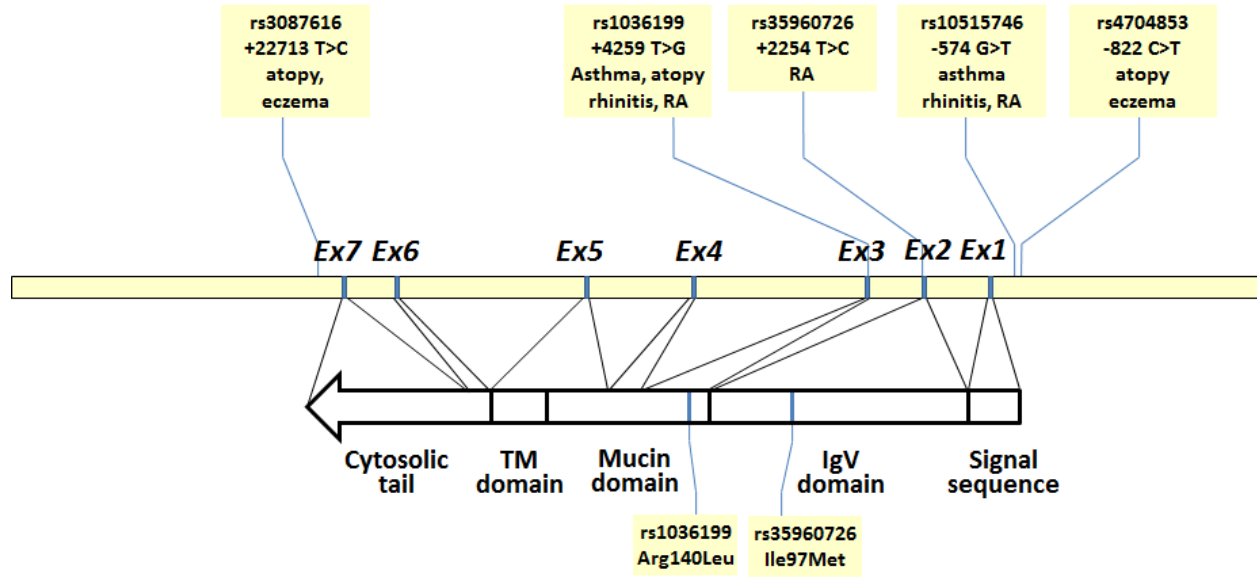 rs3087616
+22713 T>C
atopy,
eczema
rs1036199
+4259 T>G
Asthma, atopy
rhinitis, RA
rs35960726
+2254 T>C
RA
rs10515746
-574 G>T
asthma
rhinitis, RA
rs4704853
-822 C>T
atopy
eczema
Ex7 Ex6 Ex5 Ex4 Ex3 Ex2 Ex1
Cytosolic
tail
TM
domain
Mucin
domain
IgV
domain
Signal
sequence
rs1036199
Arg140Leu
rs35960726
Ile97Met